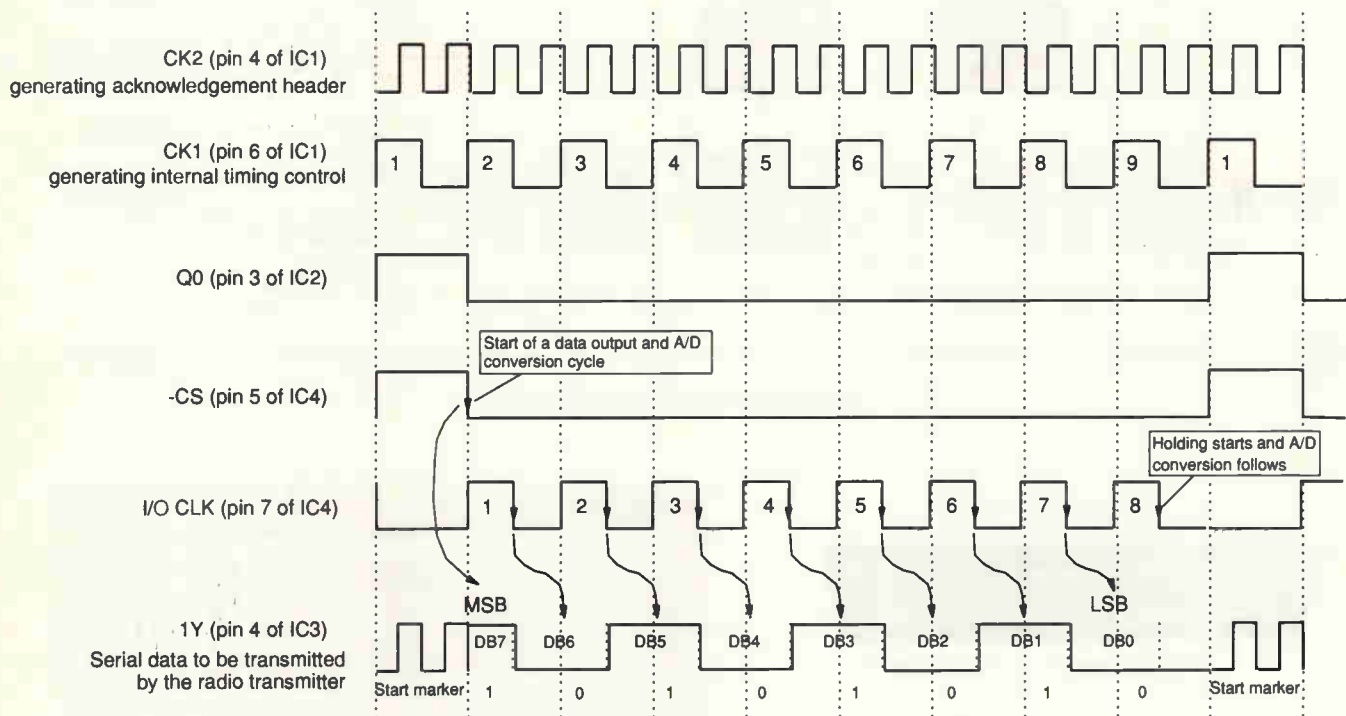 CK2 (pin 4 of IC1)
generating acknowledgement header
CK1 (pin 6 of IC1)
generating internal timing control
1 2 3 4 5 6 7 8 9 1
Q0 (pin 3 of IC2)
Start of a data output and A/D
conversion cycle
-CS (pin 5 of IC4)
Holding starts and A/D
conversion follows
I/O CLK (pin 7 of IC4)
1 2 3 4 5 6 7 8
MSB LSB
1Y (pin 4 of IC3)
Serial data to be transmitted
by the radio transmitter
DB7 DB6 DB5 DB4 DB3 DB2 DB1 DB0
Start marker 1 0 1 0 1 0 1 0 Start marker